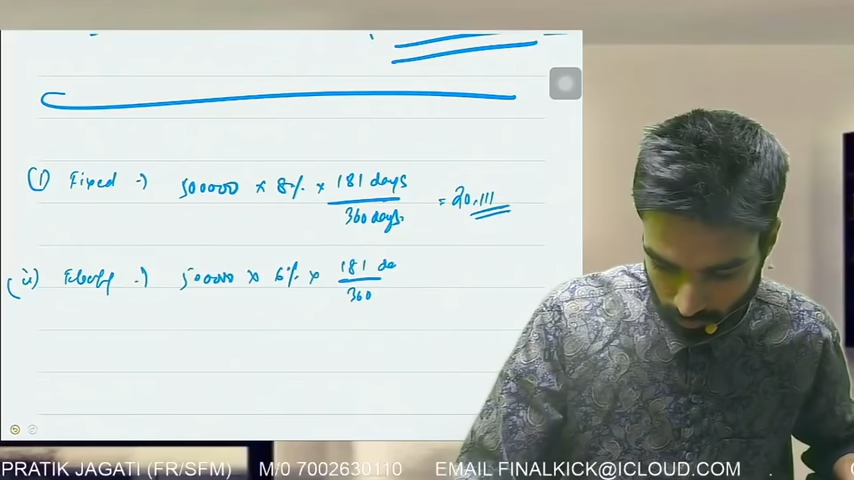 (i) Fixed → 500000 × 8% × 181 days / 360 days. = 20,111
(ii) → 500000 × 6% × 181 da / 360
PRATIK JAGATI (FR/SFM) M/0 7002630110 EMAIL FINALKICK@ICLOUD.COM .